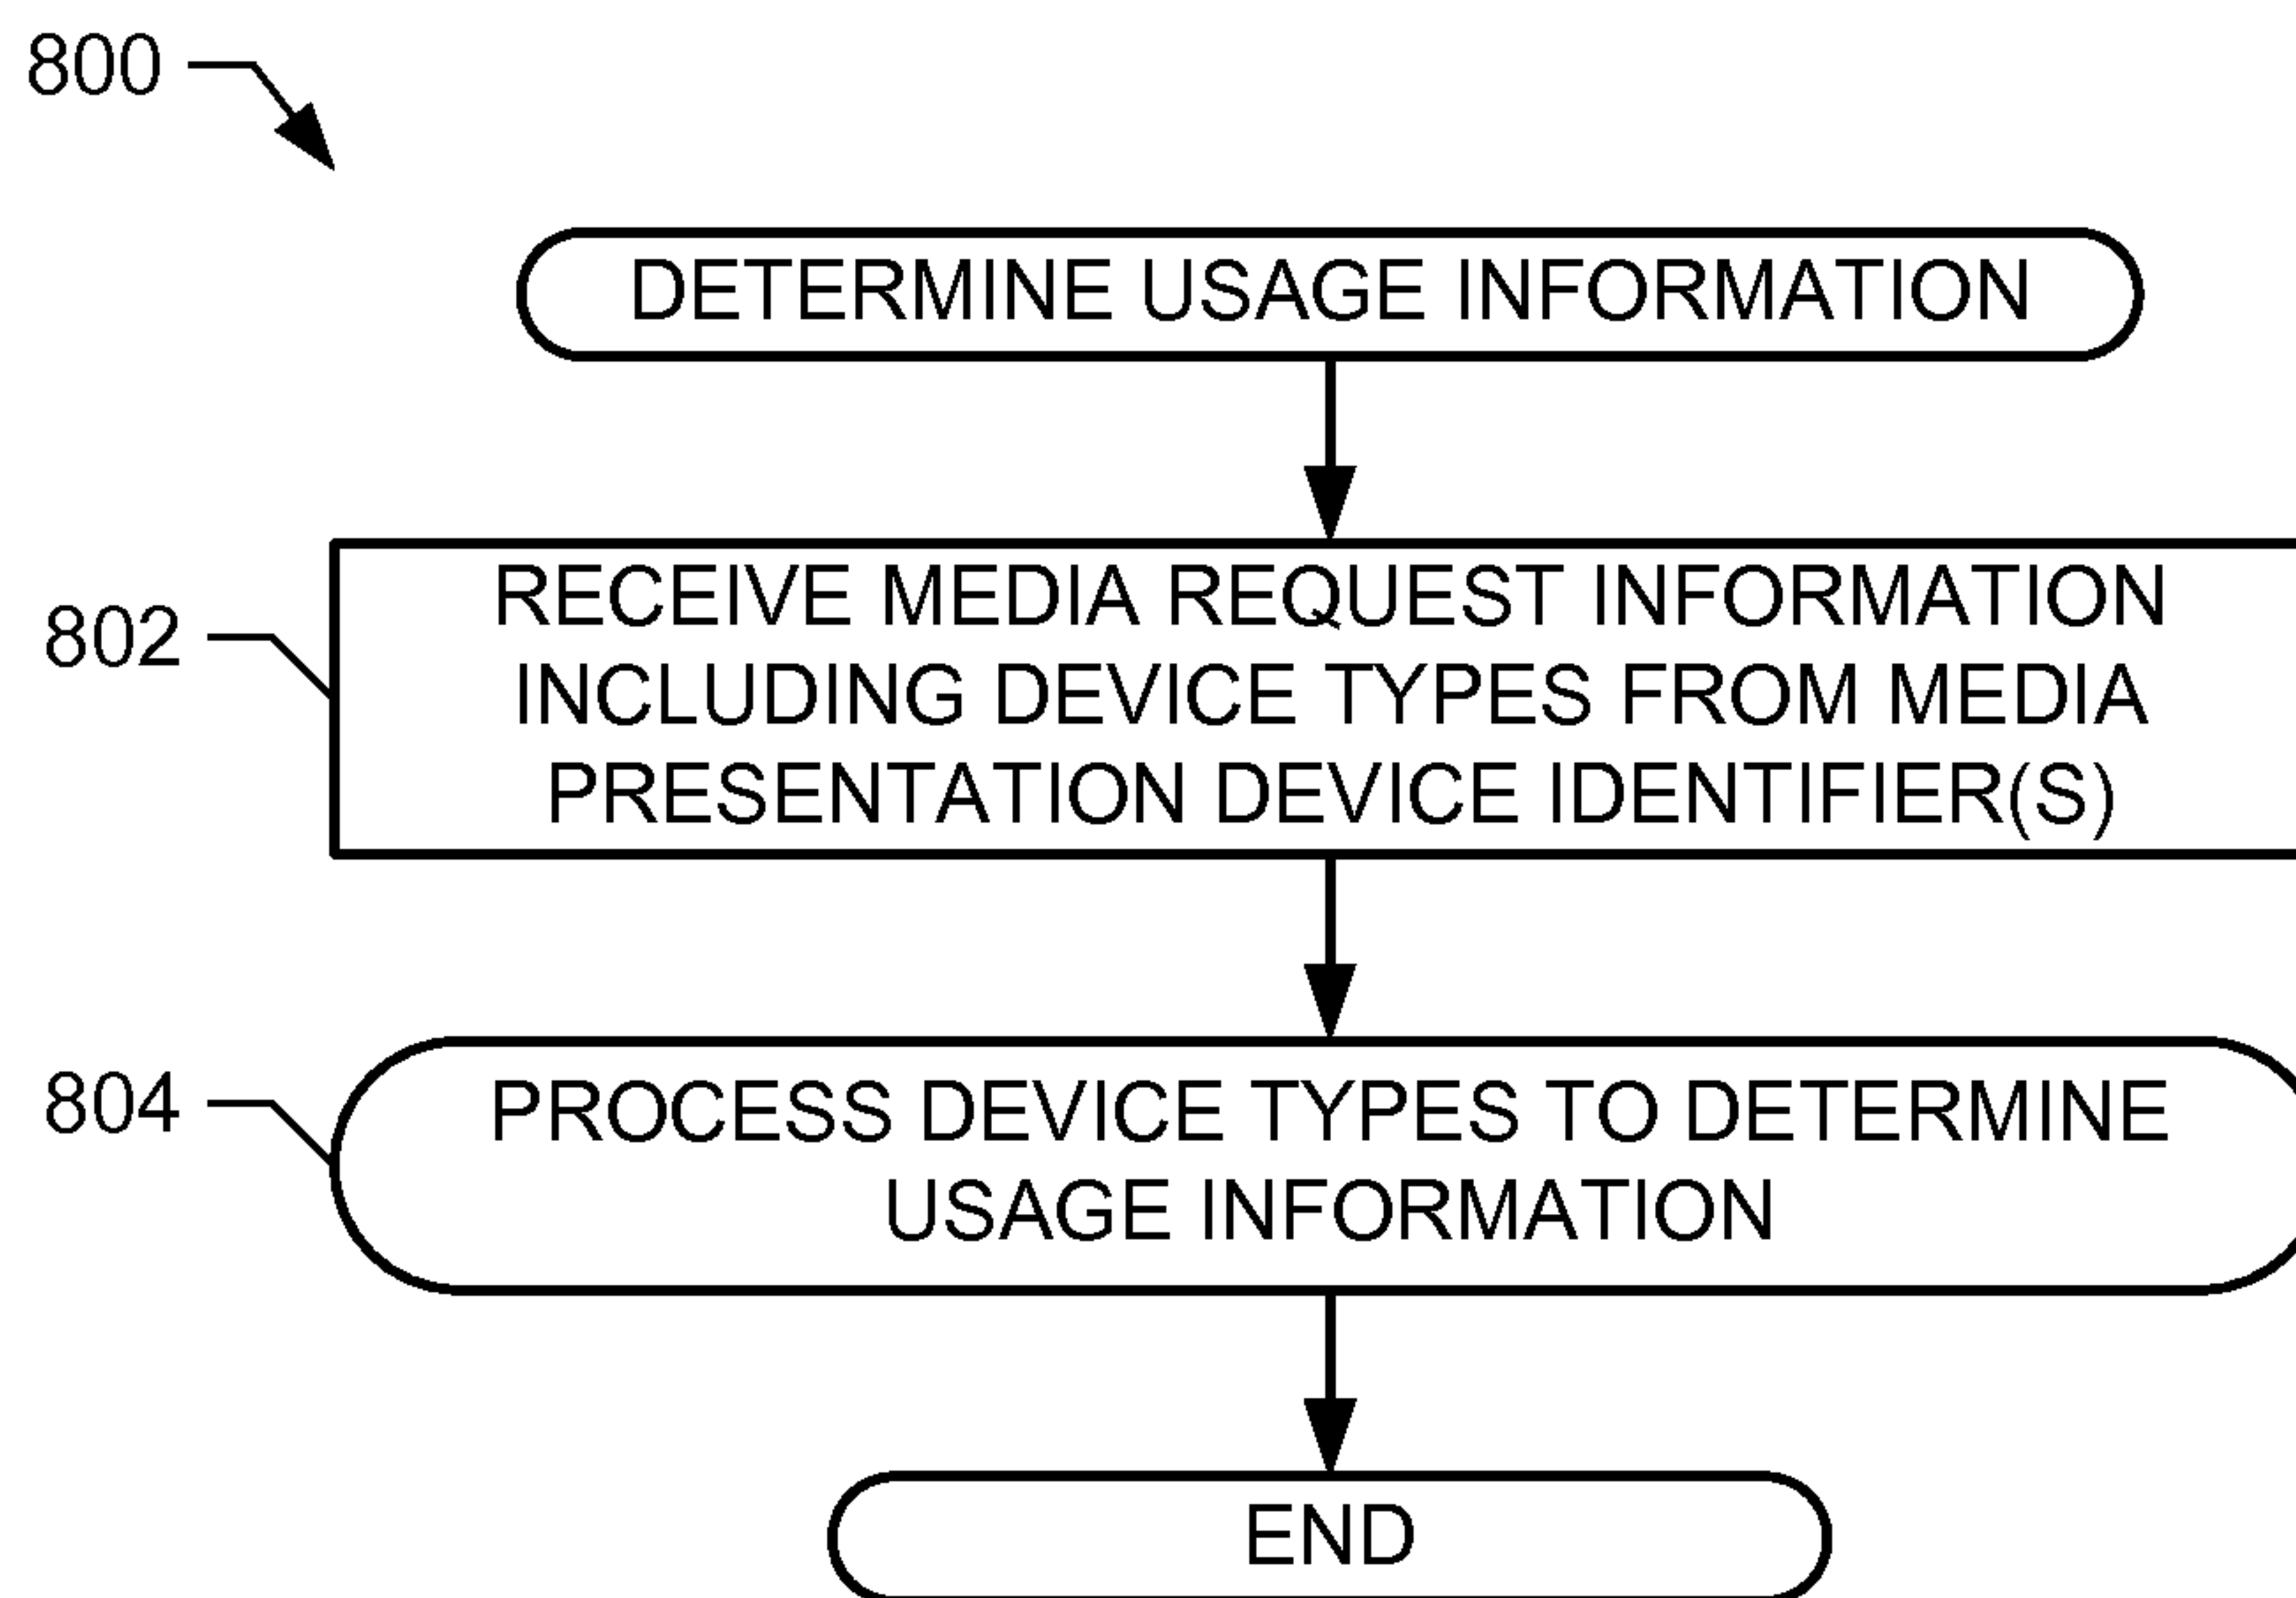 800
DETERMINE USAGE INFORMATION
802
RECEIVE MEDIA REQUEST INFORMATION
INCLUDING DEVICE TYPES FROM MEDIA
PRESENTATION DEVICE IDENTIFIER(S)
804
PROCESS DEVICE TYPES TO DETERMINE
USAGE INFORMATION
END